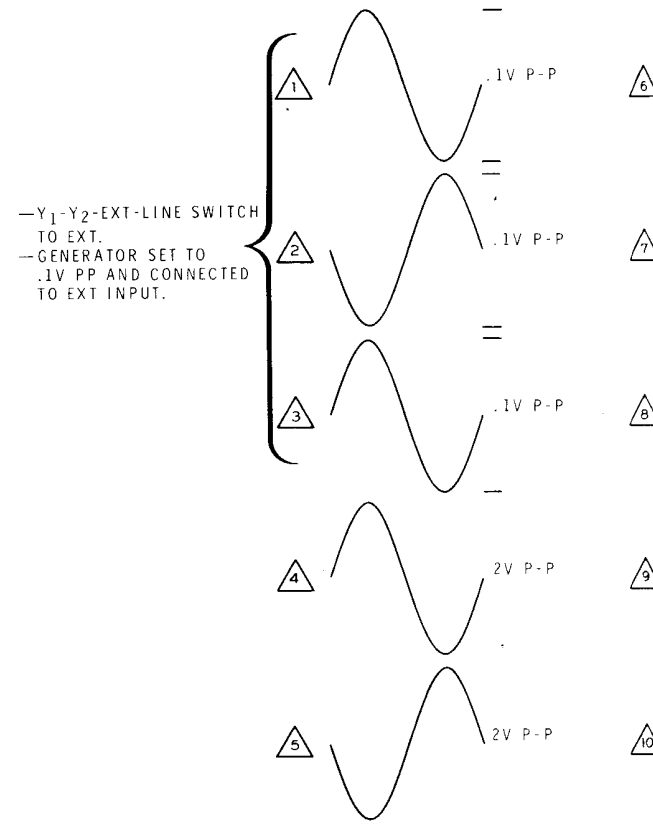 1
.1V P-P
6
—Y1-Y2-EXT-LINE SWITCH
TO EXT.
—GENERATOR SET TO
.1V PP AND CONNECTED
TO EXT INPUT.
2
.1V P-P
7
3
.1V P-P
8
4
2V P-P
9
5
2V P-P
10